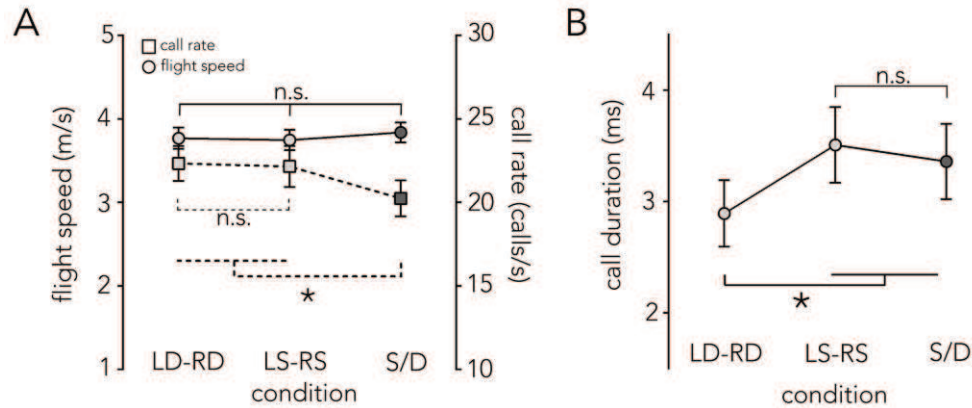 A
B
5
4
3
2
1
flight speed (m/s)
call rate
flight speed
n.s.
n.s.
*
30
25
20
15
10
call rate (calls/s)
LD-RD LS-RS S/D
condition
4
3
2
call duration (ms)
n.s.
*
LD-RD LS-RS S/D
condition